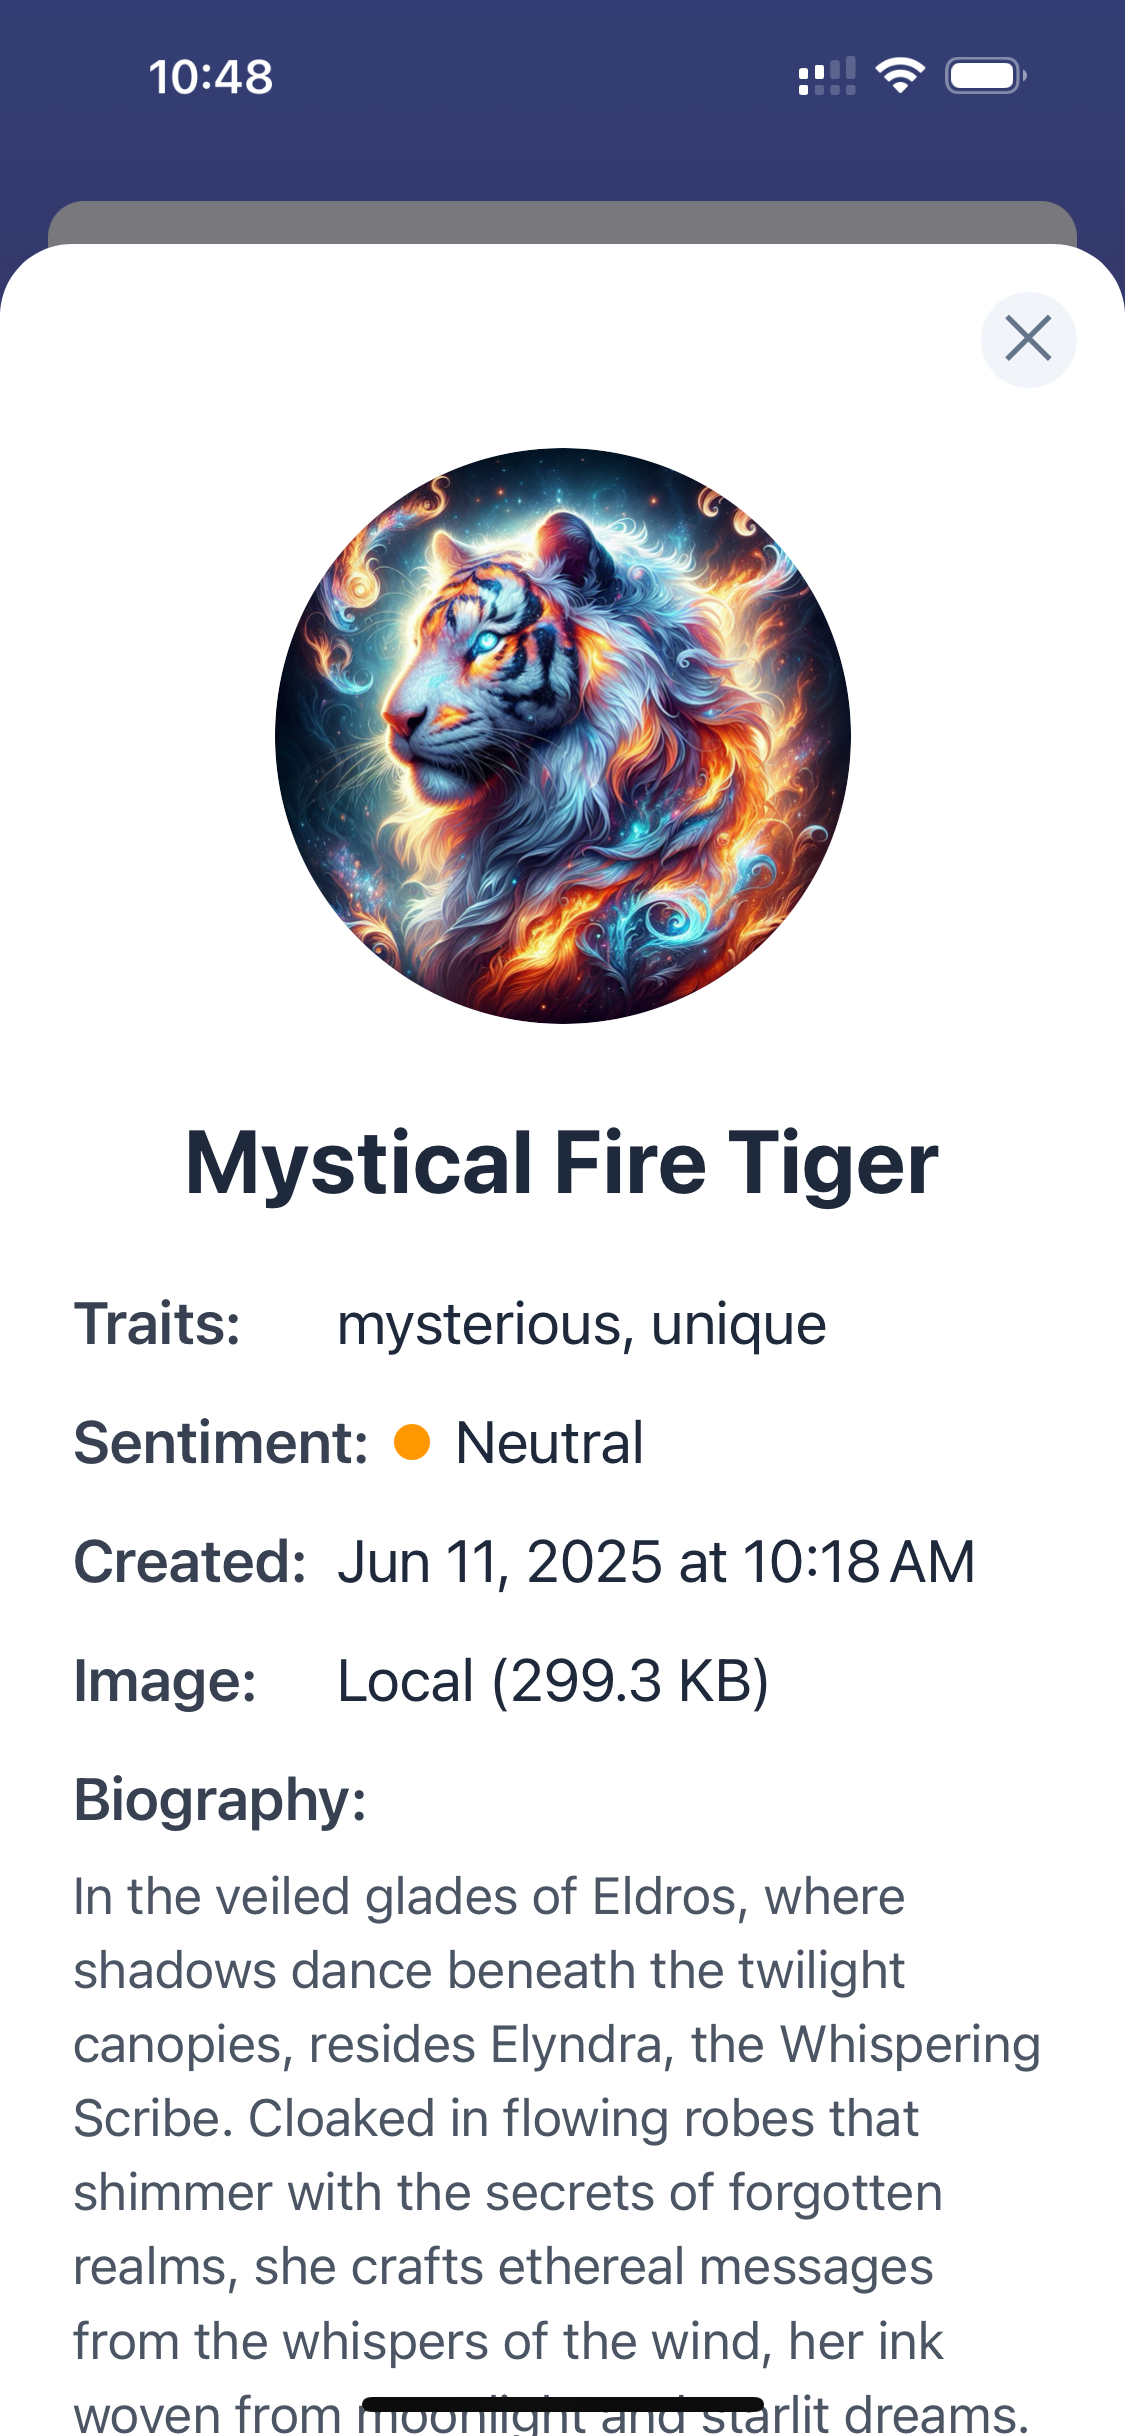 10:48
Mystical Fire Tiger
Traits: mysterious, unique
Sentiment: Neutral
Created: Jun 11, 2025 at 10:18 AM
Image: Local (299.3 KB)
Biography:
In the veiled glades of Eldros, where
shadows dance beneath the twilight
canopies, resides Elyndra, the Whispering
Scribe. Cloaked in flowing robes that
shimmer with the secrets of forgotten
realms, she crafts ethereal messages
from the whispers of the wind, her ink
woven from moonlight and starlit dreams.